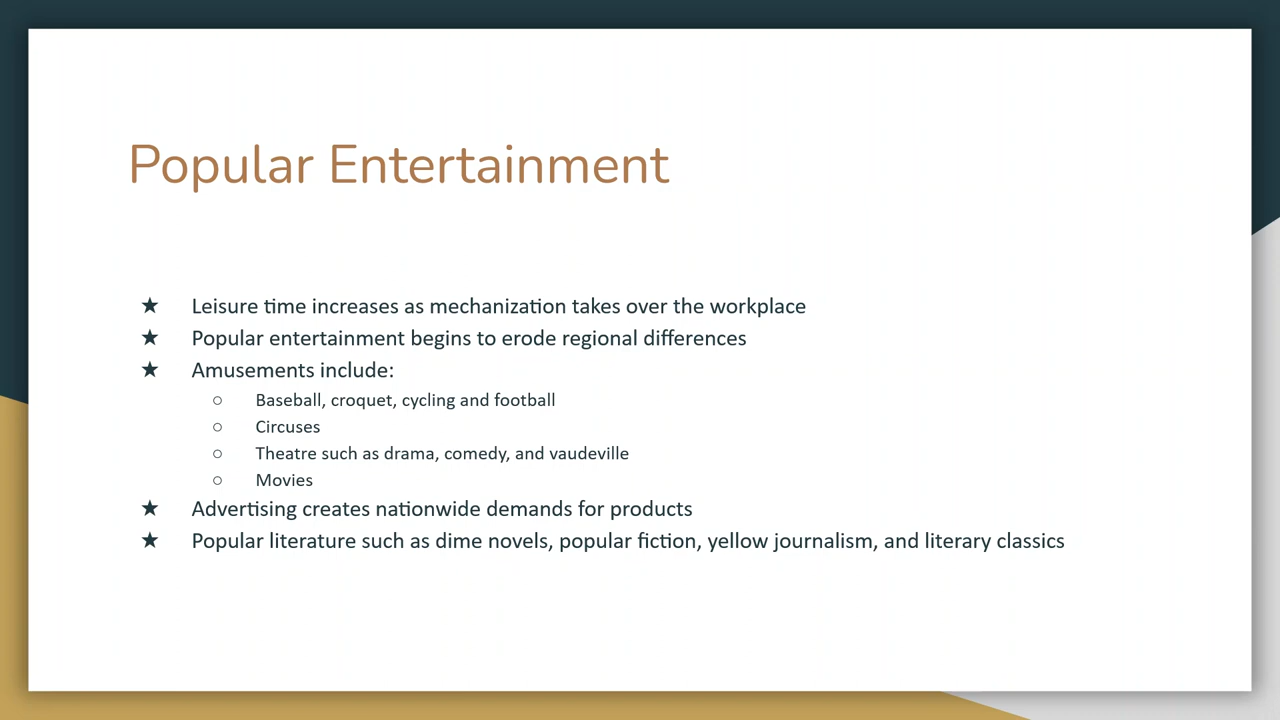 Popular Entertainment
★ Leisure time increases as mechanization takes over the workplace
★ Popular entertainment begins to erode regional differences
★ Amusements include:
○ Baseball, croquet, cycling and football
○ Circuses
○ Theatre such as drama, comedy, and vaudeville
○ Movies
★ Advertising creates nationwide demands for products
★ Popular literature such as dime novels, popular fiction, yellow journalism, and literary classics